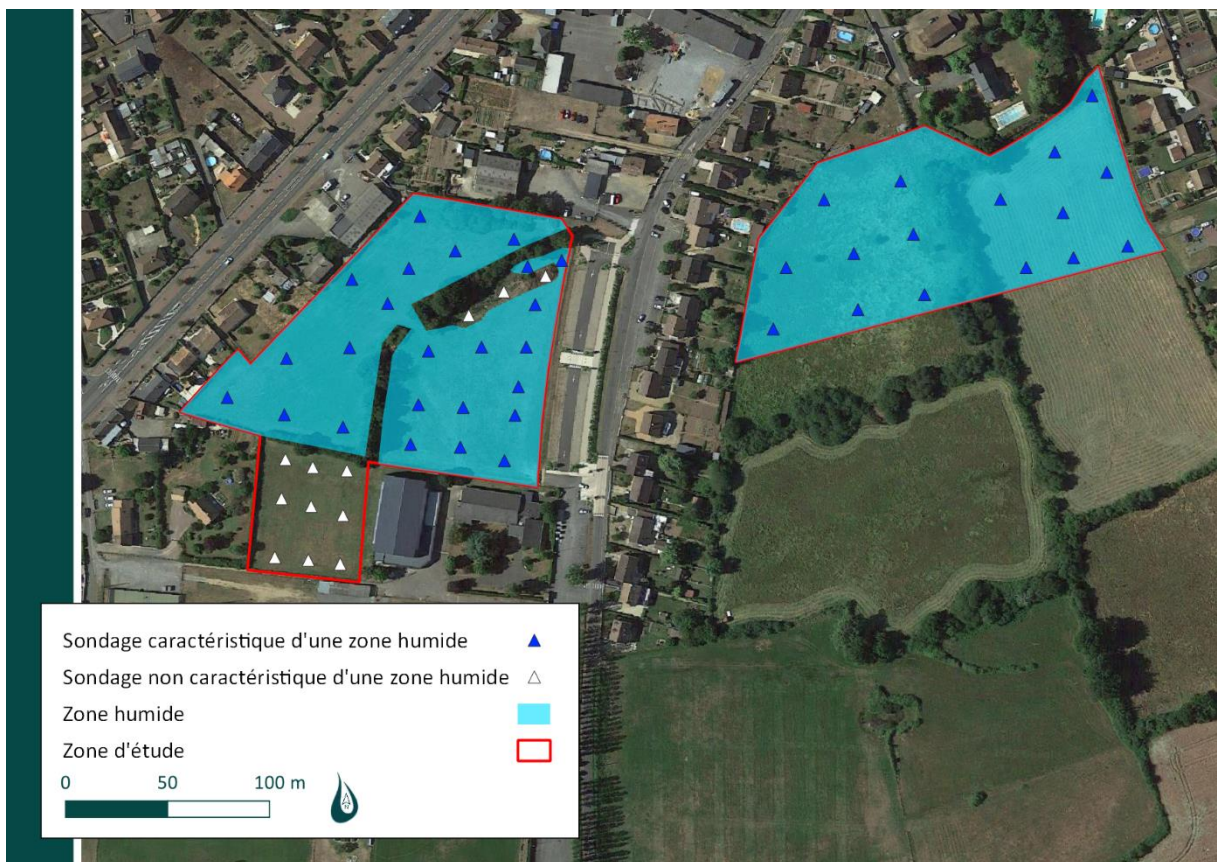 Sondage caractéristique d'une zone humide
Sondage non caractéristique d'une zone humide
Zone humide
Zone d'étude
0 50 100 m
N